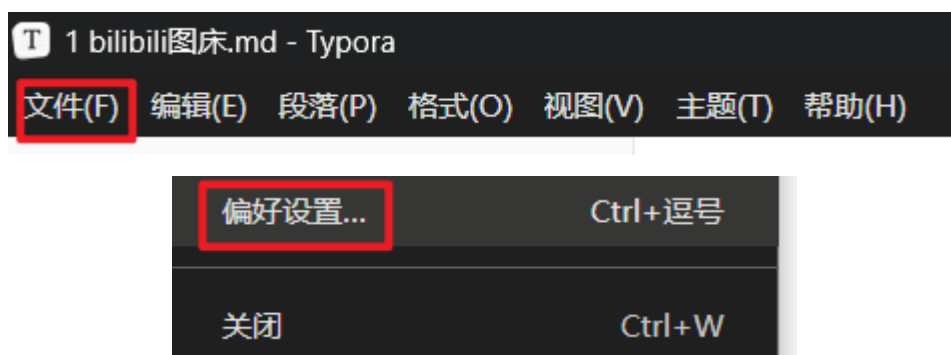 T 1 bilibili图床.md - Typora
文件(F) 编辑(E) 段落(P) 格式(O) 视图(V) 主题(T) 帮助(H)
偏好设置... Ctrl+逗号
关闭 Ctrl+W